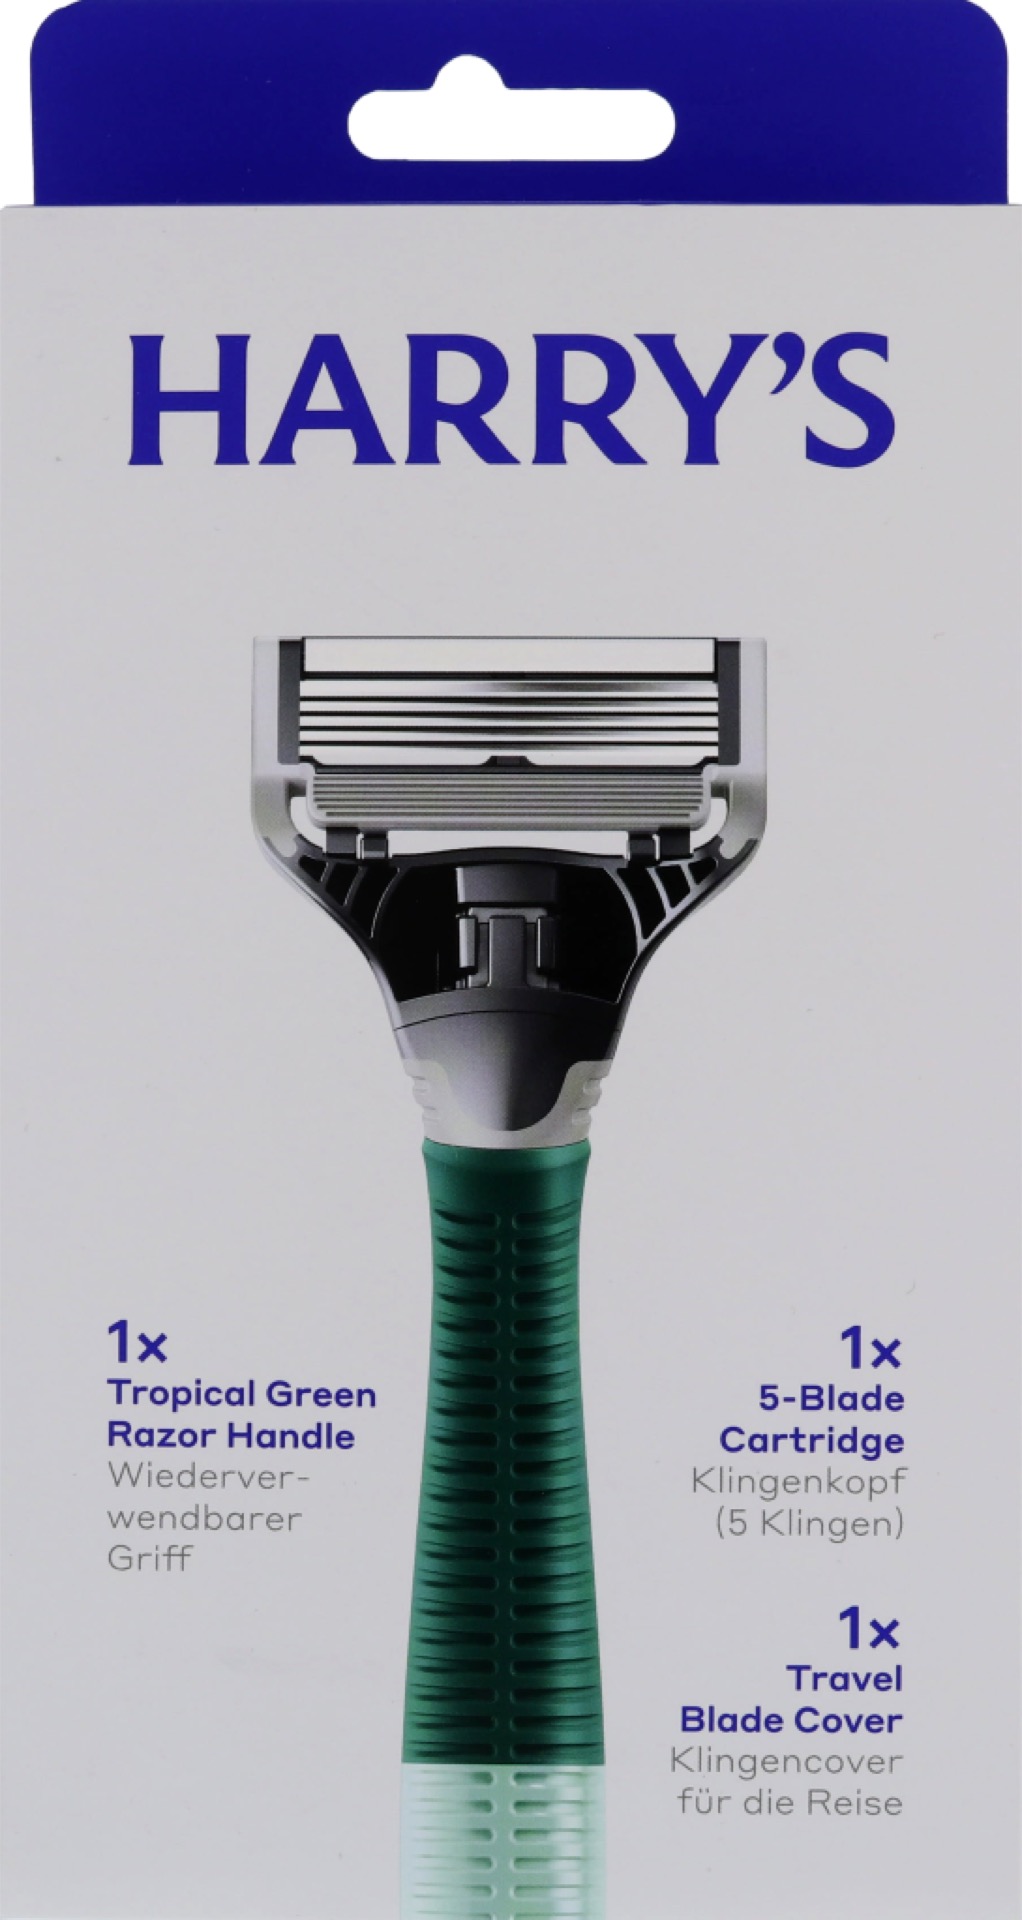 HARRY'S
1x
Tropical Green
Razor Handle
Wiederver-
wendbarer
Griff
1x
5-Blade
Cartridge
Klingenkopf
(5 Klingen)
1x
Travel
Blade Cover
Klingencover
für die Reise